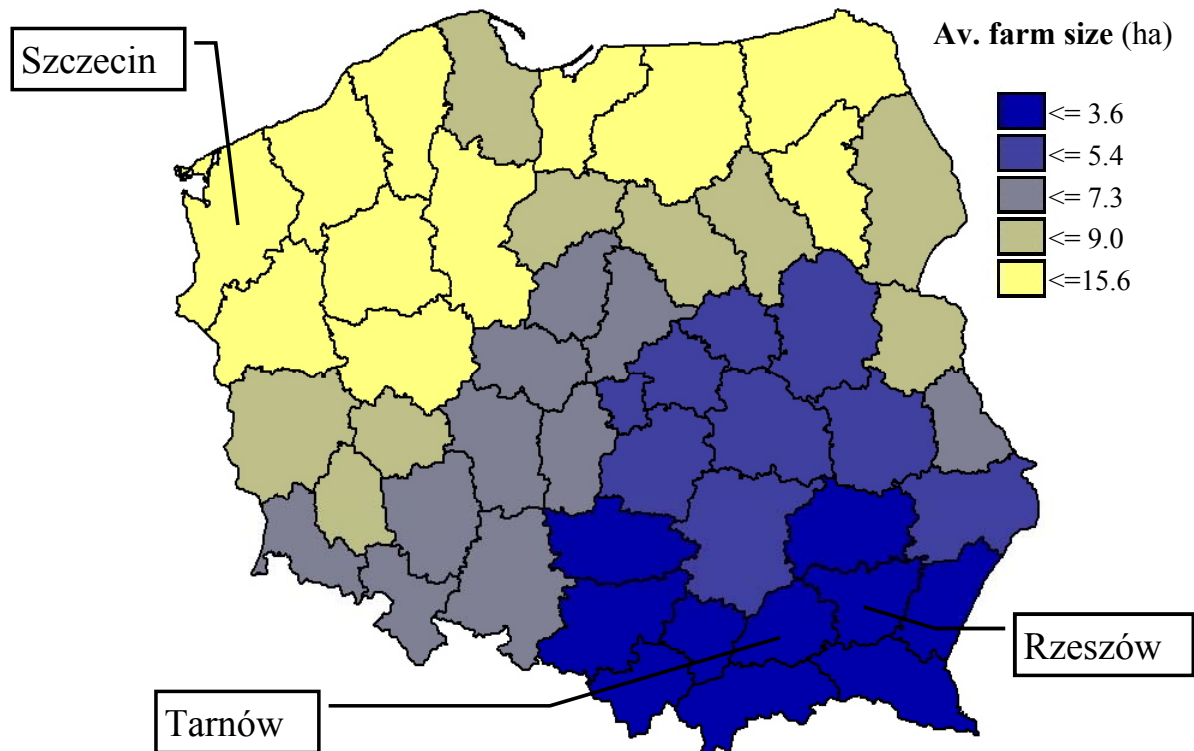 Szczecin
Av. farm size (ha)
<= 3.6
<= 5.4
<= 7.3
<= 9.0
<=15.6
Rzeszów
Tarnów